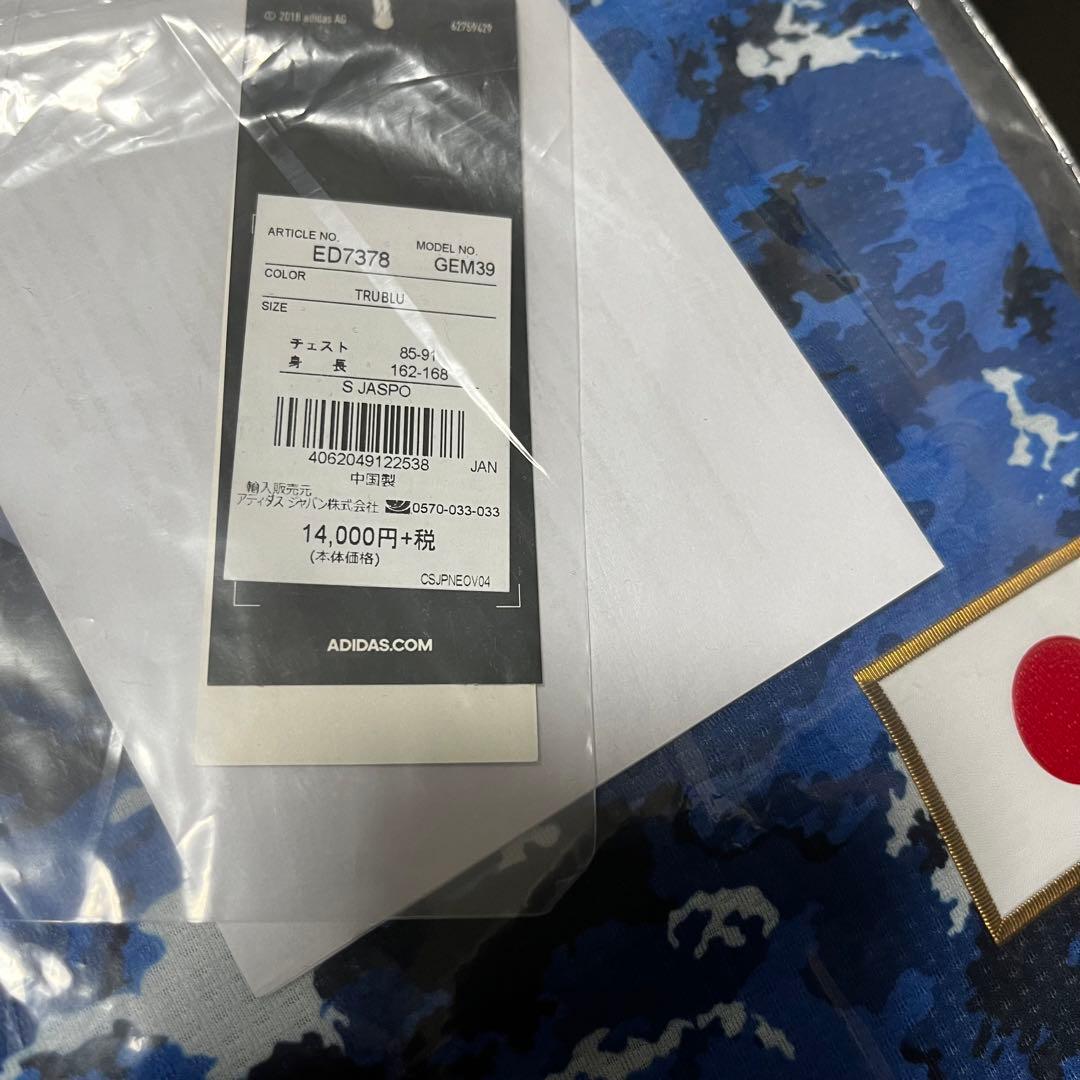 © 2018 adidas AG
62759429
ARTICLE NO. MODEL NO.
ED7378 GEM39
COLOR
TRUBLU
SIZE
チェスト 85-91
身 長 162-168
S JASPO
4062049122538 JAN
中国製
輸入販売元
アディダス ジャパン株式会社 0570-033-033
14,000円+税
(本体価格)
CSJPNEOV04
ADIDAS.COM